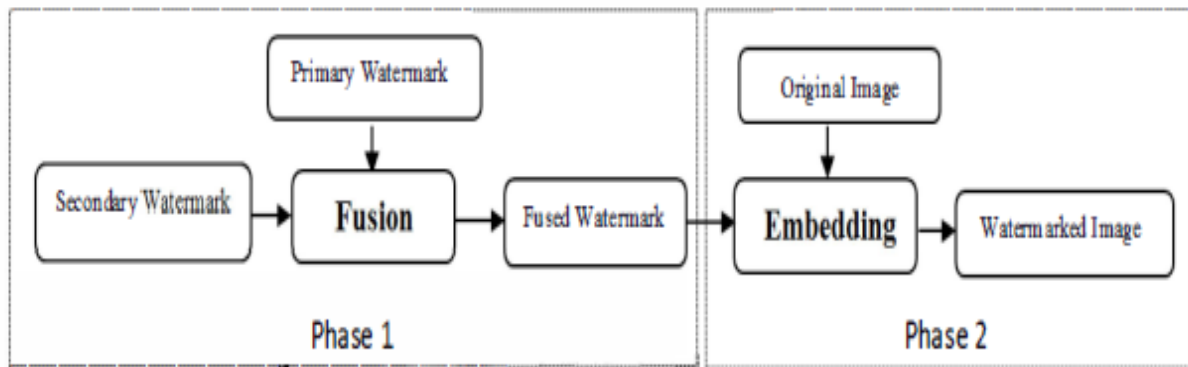 Primary Watermark
Original Image
Secondary Watermark
Fusion
Fused Watermark
Embedding
Watermarked Image
Phase 1
Phase 2